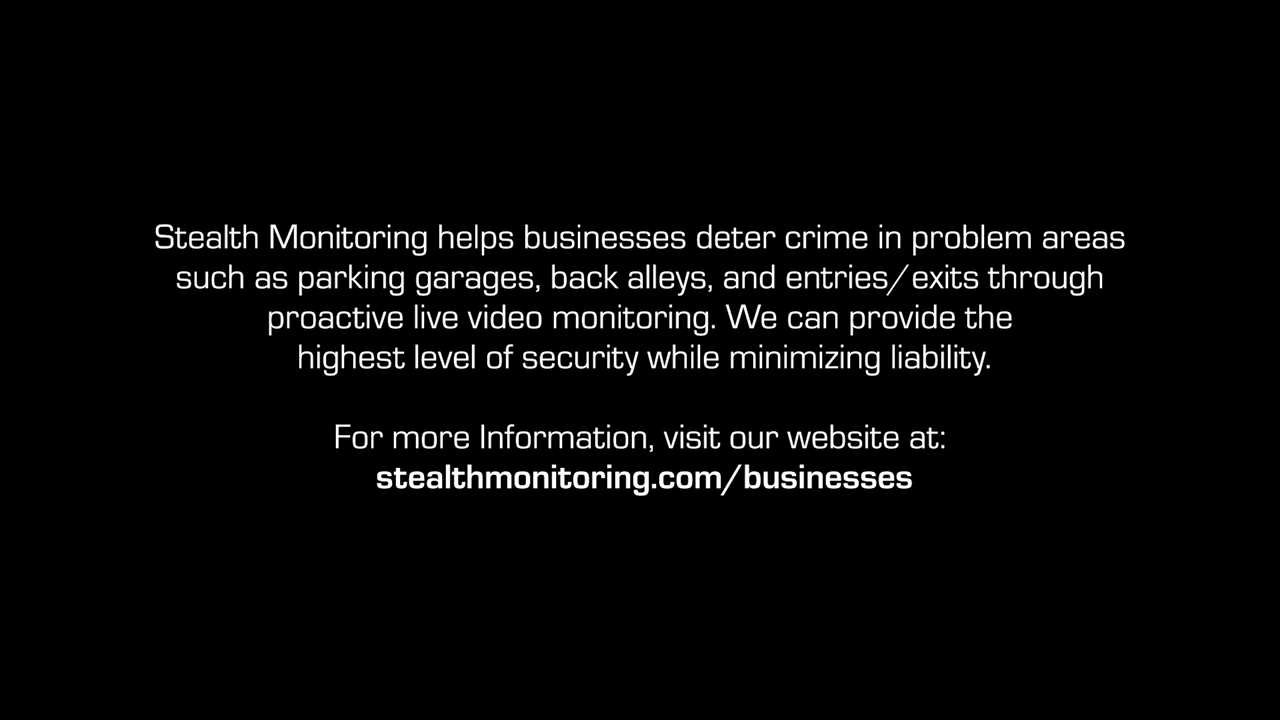 Stealth Monitoring helps businesses deter crime in problem areas
such as parking garages, back alleys, and entries/exits through
proactive live video monitoring. We can provide the
highest level of security while minimizing liability.
For more Information, visit our website at:
stealthmonitoring.com/businesses